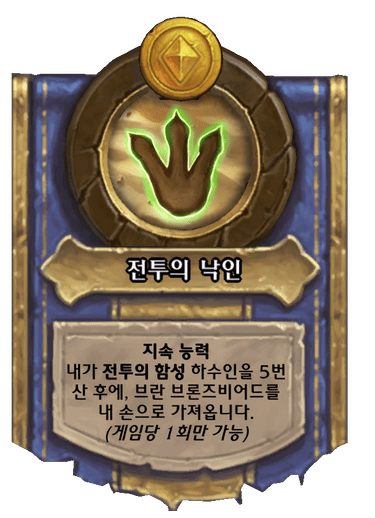 전투의 낙인
지속 능력
내가 전투의 함성 하수인을 5번
산 후에, 브란 브론즈비어드를
내 손으로 가져옵니다.
(게임당 1회만 가능)